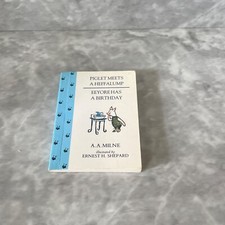 PIGLET MEETS
A HEFFALUMP
EEYORE HAS
A BIRTHDAY
A. A. MILNE
illustrated by
ERNEST H. SHEPARD